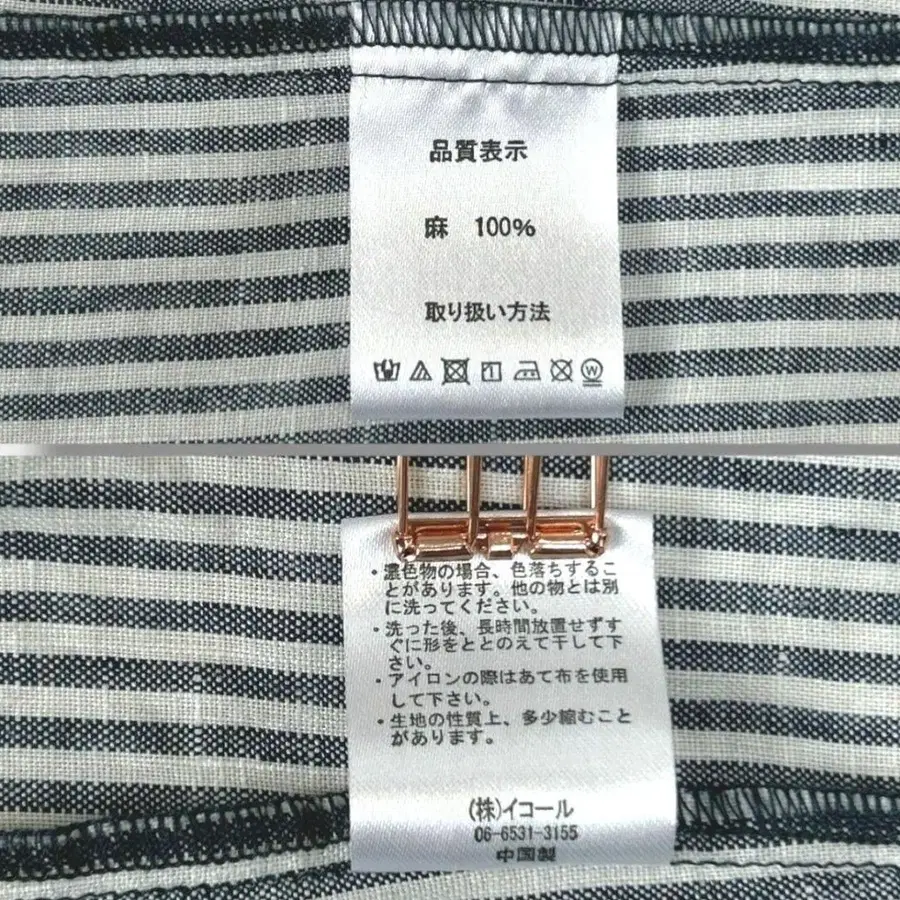 品質表示
麻 100%
取り扱い方法
W
・濃色物の場合、色落ちするこ
とがあります。他の物とは別
に洗ってください。
・洗った後、長時間放置せずす
ぐに形をととのえて干して下
さい。
・アイロンの際はあて布を使用
して下さい。
・生地の性質上、多少縮むこと
があります。
(株)イコール
06-6531-3155
中国製